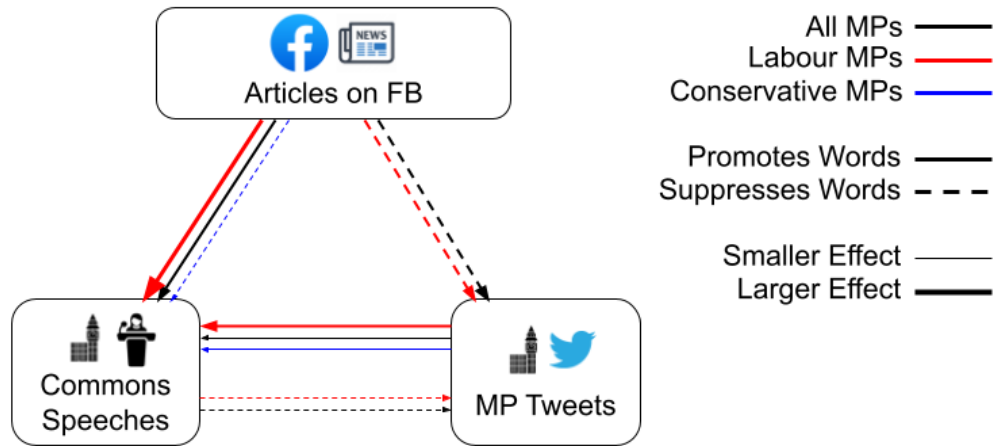 NEWS
Articles on FB
All MPs
Labour MPs
Conservative MPs
Promotes Words
Suppresses Words
Smaller Effect
Larger Effect
Commons
Speeches
MP Tweets